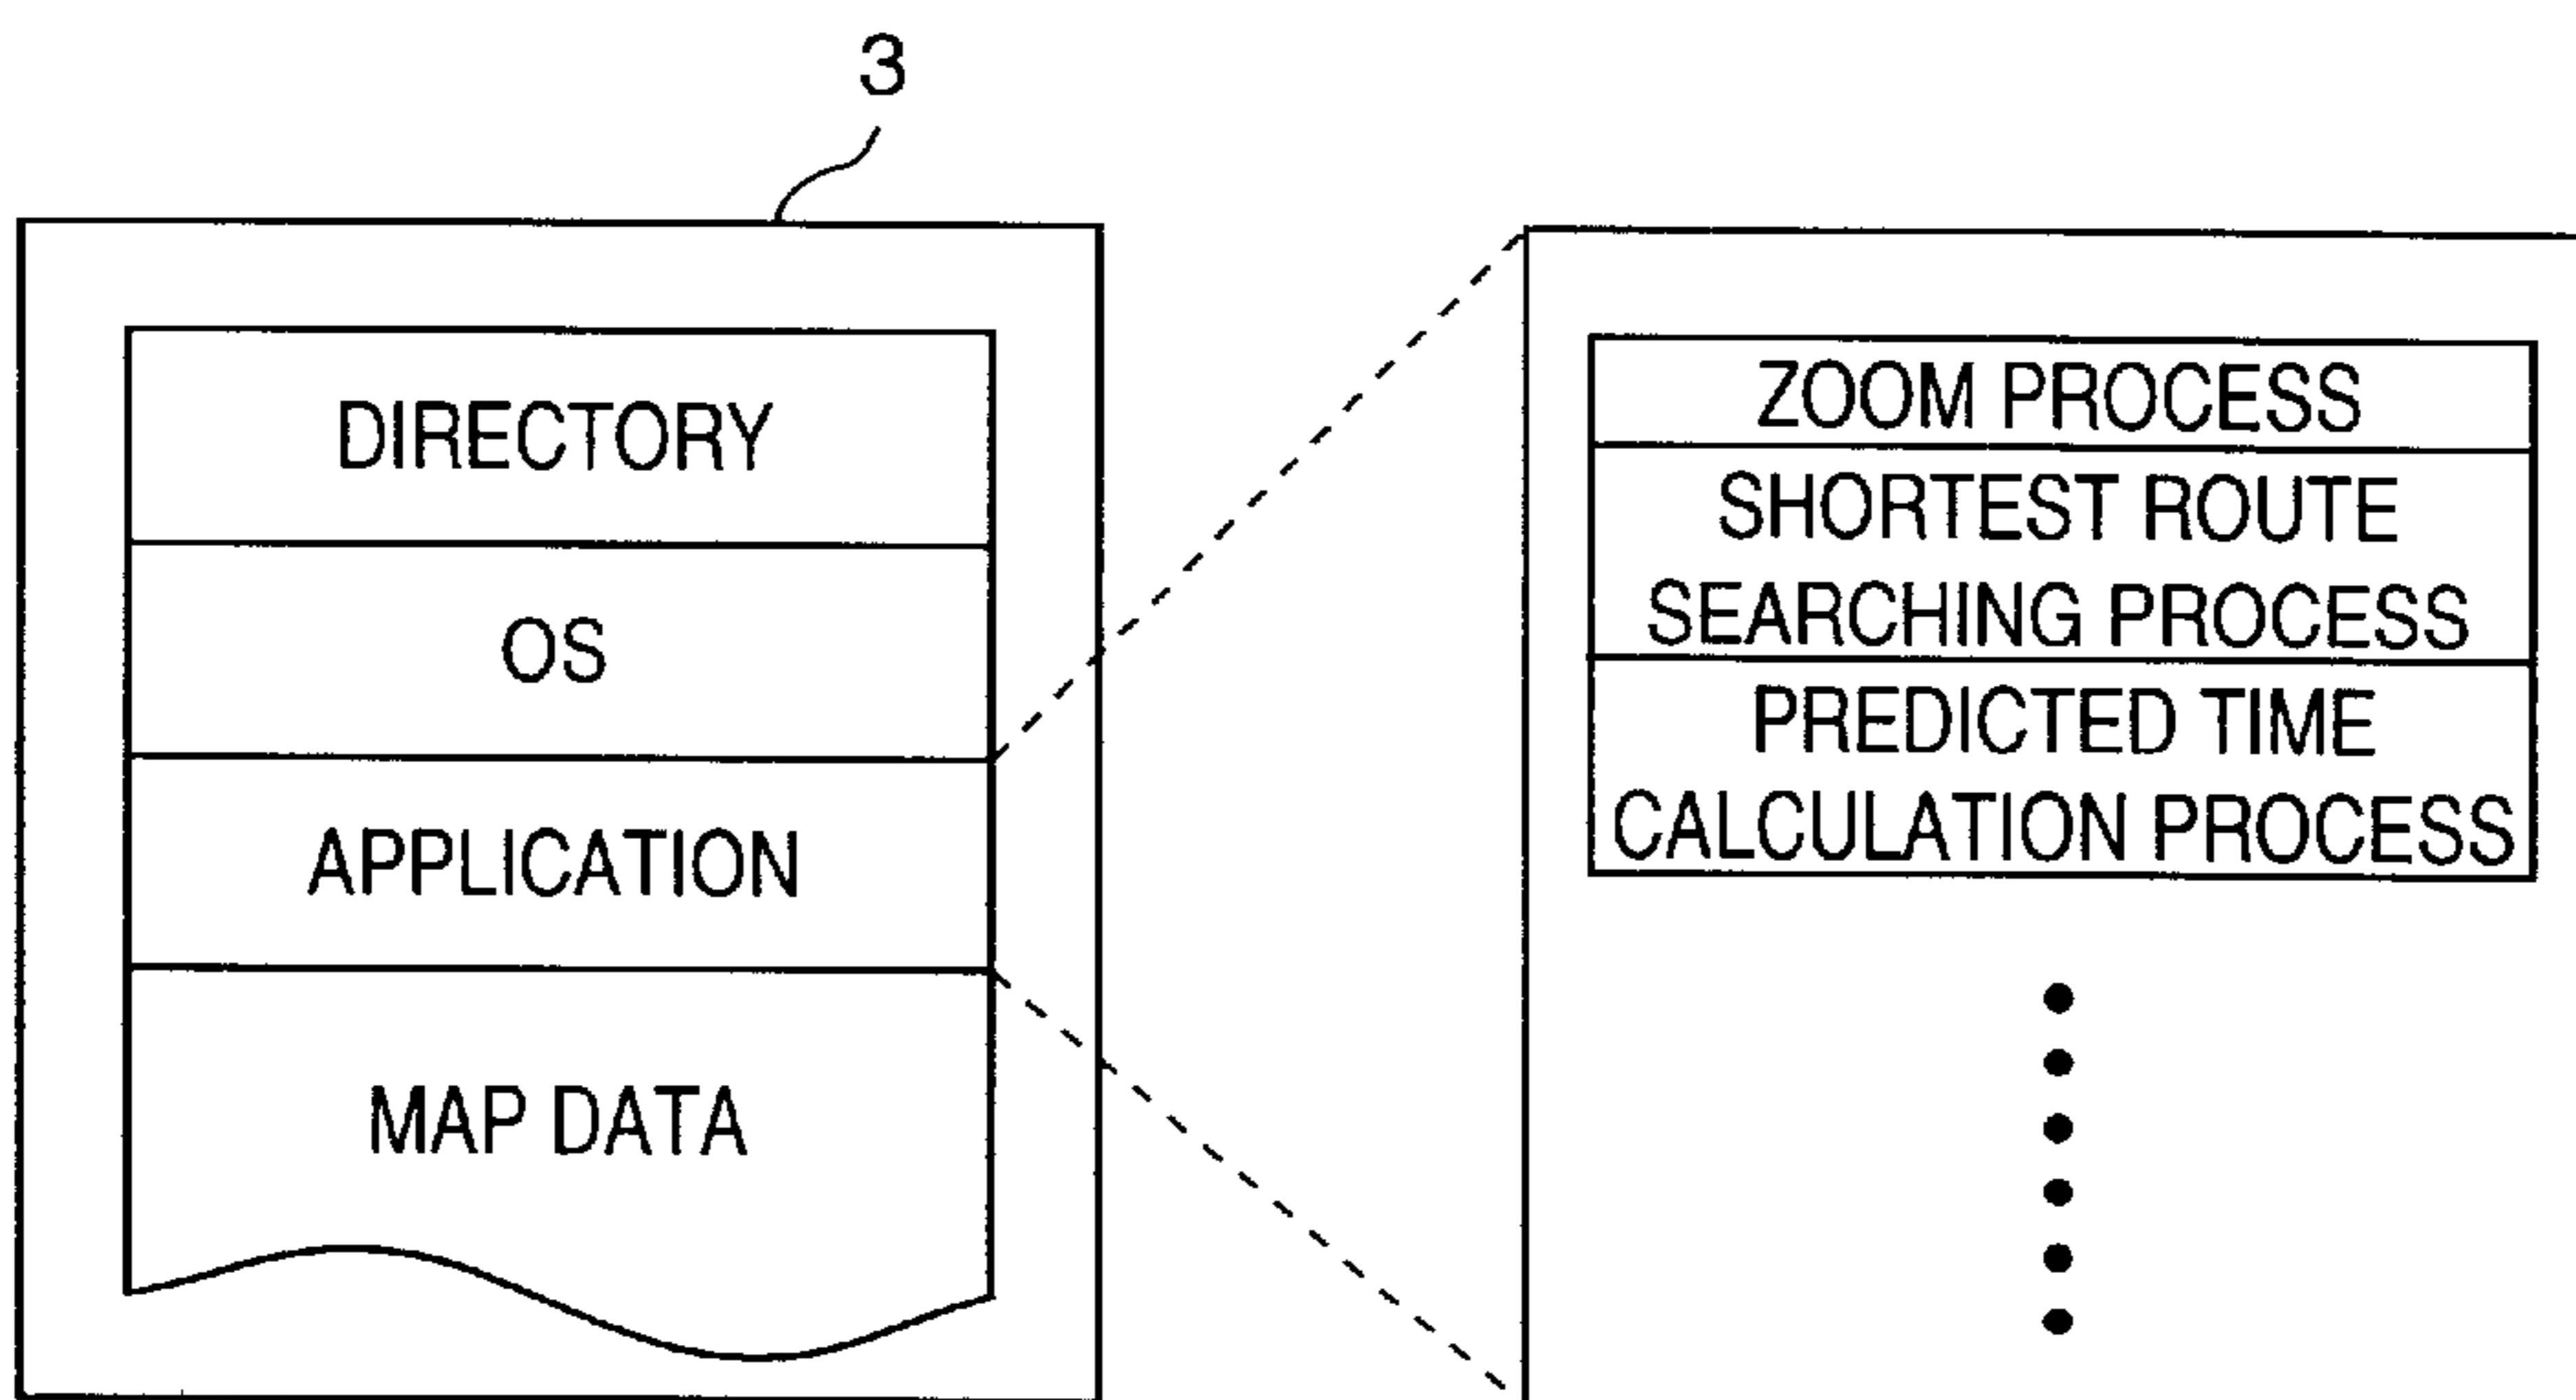 3
DIRECTORY
OS
APPLICATION
MAP DATA
ZOOM PROCESS
SHORTEST ROUTE
SEARCHING PROCESS
PREDICTED TIME
CALCULATION PROCESS